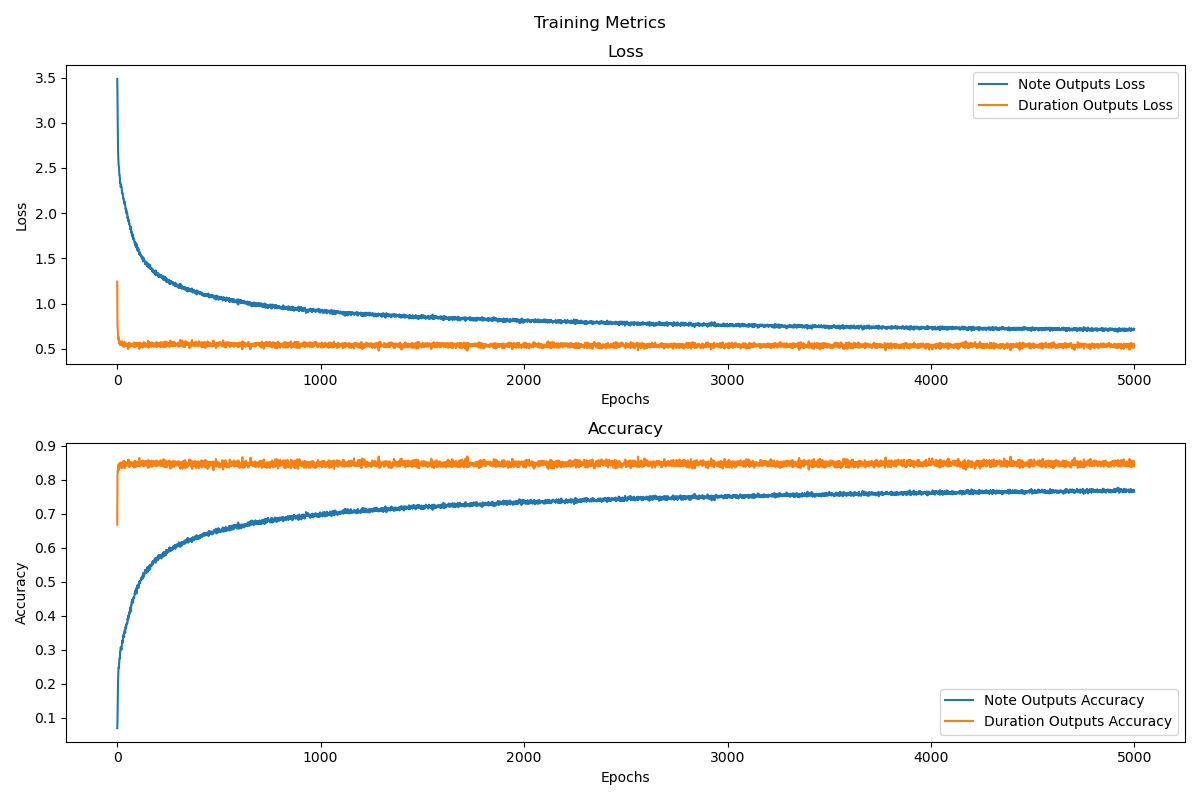 Training Metrics
Loss
3.5
3.0
2.5
2.0
1.5
1.0
0.5
Loss
Note Outputs Loss
Duration Outputs Loss
0 1000 2000 3000 4000 5000
Epochs
Accuracy
0.9
0.8
0.7
0.6
0.5
0.4
0.3
0.2
0.1
Accuracy
Note Outputs Accuracy
Duration Outputs Accuracy
0 1000 2000 3000 4000 5000
Epochs